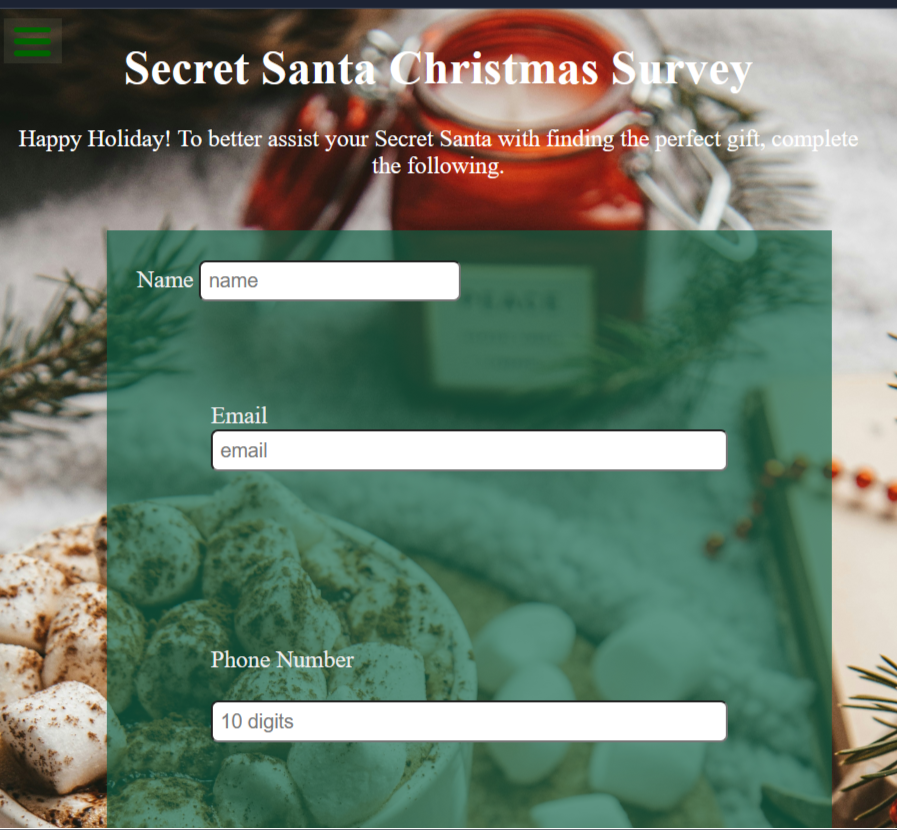 Secret Santa Christmas Survey
Happy Holiday! To better assist your Secret Santa with finding the perfect gift, complete
the following.
Name name
PEACE
Email
email
Phone Number
10 digits